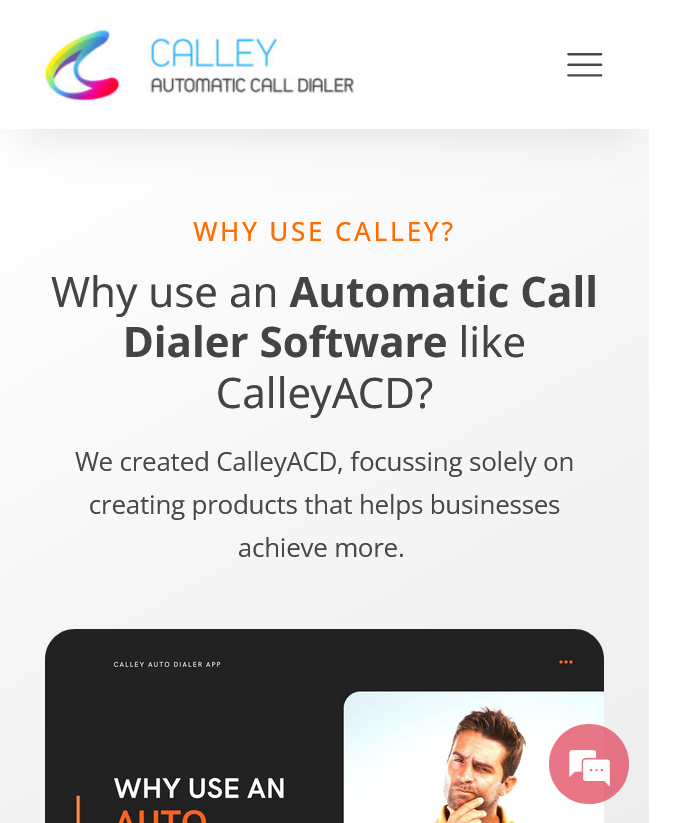 CALLEY
AUTOMATIC CALL DIALER
WHY USE CALLEY?
Why use an Automatic Call
Dialer Software like
CalleyACD?
We created CalleyACD, focussing solely on
creating products that helps businesses
achieve more.
CALLEY AUTO DIALER APP
WHY USE AN
AUTO